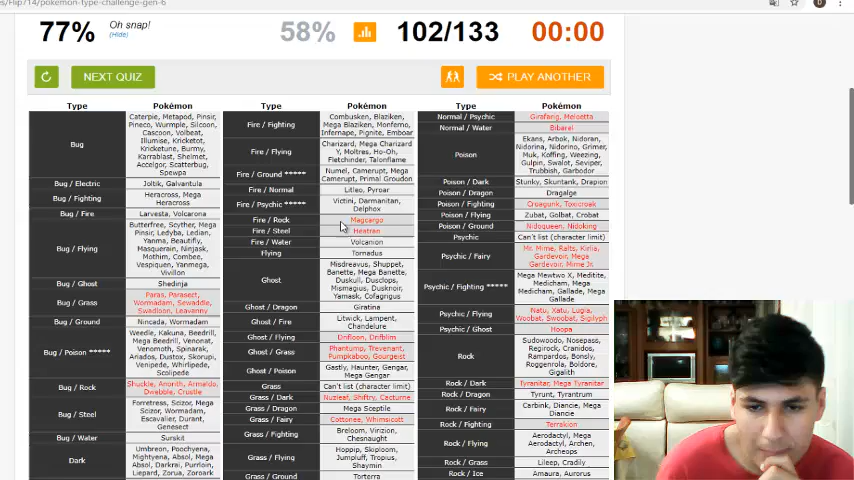 es/Flip714/pokemon-type-challenge-gen-6
77%
Oh snap!
(Hide)
58%
102/133
00:00
NEXT QUIZ
PLAY ANOTHER
Type
Pokémon
Bug
Caterpie, Metapod, Pinsir,
Pineco, Wurmple, Silcoon,
Cascoon, Volbeat,
Illumise, Kricketot,
Kricketune, Burmy,
Karrablast, Shelmet,
Accelgor, Scatterbug,
Spewpa
Bug / Electric
Joltik, Galvantula
Bug / Fighting
Heracross, Mega
Heracross
Bug / Fire
Larvesta, Volcarona
Bug / Flying
Butterfree, Scyther, Mega
Pinsir, Ledyba, Ledian,
Yanma, Beautifly,
Masquerain, Ninjask,
Mothim, Combee,
Vespiquen, Yanmega,
Vivillon
Bug / Ghost
Shedinja
Bug / Grass
Paras, Parasect,
Wormadam, Sewaddle,
Swadloon, Leavanny
Bug / Ground
Nincada, Wormadam
Bug / Poison *****
Weedle, Kakuna, Beedrill,
Mega Beedrill, Venonat,
Venomoth, Spinarak,
Ariados, Dustox, Skorupi,
Venipede, Whirlipede,
Scolipede
Bug / Rock
Shuckle, Anorith, Armaldo,
Dwebble, Crustle
Bug / Steel
Forretress, Scizor, Mega
Scizor, Wormadam,
Escavalier, Durant,
Genesect
Bug / Water
Surskit
Dark
Umbreon, Poochyena,
Mightyena, Absol, Mega
Absol, Darkrai, Purrloin,
Liepard, Zorua, Zoroark
Type
Pokémon
Fire / Fighting
Combusken, Blaziken,
Mega Blaziken, Monferno,
Infernape, Pignite, Emboar
Fire / Flying
Charizard, Mega Charizard
Y, Moltres, Ho-Oh,
Fletchinder, Talonflame
Fire / Ground *****
Numel, Camerupt, Mega
Camerupt, Primal Groudon
Fire / Normal
Litleo, Pyroar
Fire / Psychic *****
Victini, Darmanitan,
Delphox
Fire / Rock
Magcargo
Fire / Steel
Heatran
Fire / Water
Volcanion
Flying
Tornadus
Ghost
Misdreavus, Shuppet,
Banette, Mega Banette,
Duskull, Dusclops,
Mismagius, Dusknoir,
Yamask, Cofagrigus
Ghost / Dragon
Giratina
Ghost / Fire
Litwick, Lampent,
Chandelure
Ghost / Flying
Drifloon, Drifblim
Ghost / Grass
Phantump, Trevenant,
Pumpkaboo, Gourgeist
Ghost / Poison
Gastly, Haunter, Gengar,
Mega Gengar
Grass
Can't list (character limit)
Grass / Dark
Nuzleaf, Shiftry, Cacturne
Grass / Dragon
Mega Sceptile
Grass / Fairy
Cottonee, Whimsicott
Grass / Fighting
Breloom, Virizion,
Chesnaught
Grass / Flying
Hoppip, Skiploom,
Jumpluff, Tropius,
Shaymin
Grass / Ground
Torterra
Type
Pokémon
Normal / Psychic
Girafarig, Meloetta
Normal / Water
Bibarel
Poison
Ekans, Arbok, Nidoran,
Nidorina, Nidorino, Grimer,
Muk, Koffing, Weezing,
Gulpin, Swalot, Seviper,
Trubbish, Garbodor
Poison / Dark
Stunky, Skuntank, Drapion
Poison / Dragon
Dragalge
Poison / Fighting
Croagunk, Toxicroak
Poison / Flying
Zubat, Golbat, Crobat
Poison / Ground
Nidoqueen, Nidoking
Psychic
Can't list (character limit)
Psychic / Fairy
Mr. Mime, Ralts, Kirlia,
Gardevoir, Mega
Gardevoir, Mime Jr.
Psychic / Fighting *****
Mega Mewtwo X, Meditite,
Medicham, Mega
Medicham, Gallade, Mega
Gallade
Psychic / Flying
Natu, Xatu, Lugia,
Woobat, Swoobat, Sigilyph
Psychic / Ghost
Hoopa
Rock
Sudowoodo, Nosepass,
Regirock, Cranidos,
Rampardos, Bonsly,
Roggenrola, Boldore,
Gigalith
Rock / Dark
Tyranitar, Mega Tyranitar
Rock / Dragon
Tyrunt, Tyrantrum
Rock / Fairy
Carbink, Diancie, Mega
Diancie
Rock / Fighting
Terrakion
Rock / Flying
Aerodactyl, Mega
Aerodactyl, Archen,
Archeops
Rock / Grass
Lileep, Cradily
Rock / Ice
Amaura, Aurorus